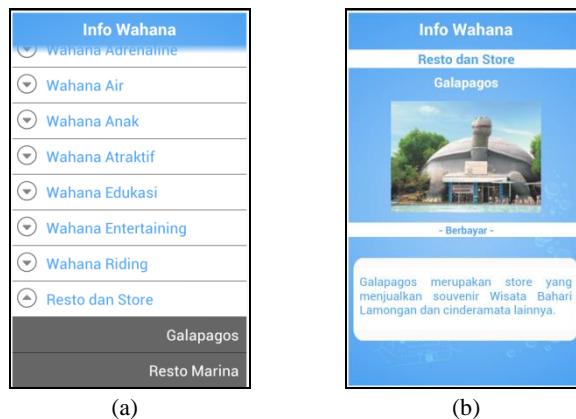 Info Wahana
Wahana Adrenaline
Wahana Air
Wahana Anak
Wahana Atraktif
Wahana Edukasi
Wahana Entertaining
Wahana Riding
Resto dan Store
Galapagos
Resto Marina
(a)
Info Wahana
Resto dan Store
Galapagos
- Berbayar -
Galapagos merupakan store yang
menjualkan souvenir Wisata Bahari
Lamongan dan cinderamata lainnya.
(b)